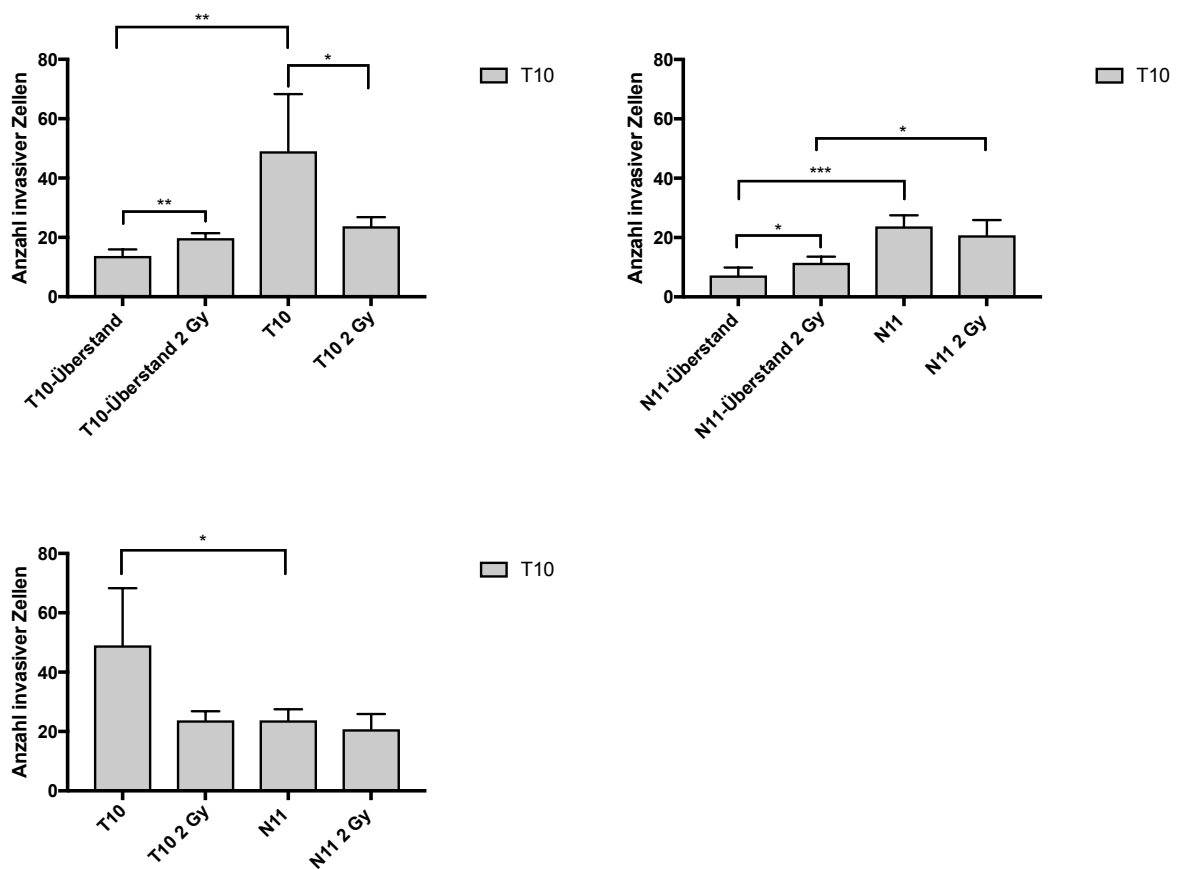 Anzahl invasiver Zellen
80
60
40
20
0
**
*
**
T10
T10-Überstand
T10-Überstand 2 Gy
T10
T10 2 Gy
Anzahl invasiver Zellen
80
60
40
20
0
*
***
*
T10
N11-Überstand
N11-Überstand 2 Gy
N11
N11 2 Gy
Anzahl invasiver Zellen
80
60
40
20
0
*
T10
T10
T10 2 Gy
N11
N11 2 Gy